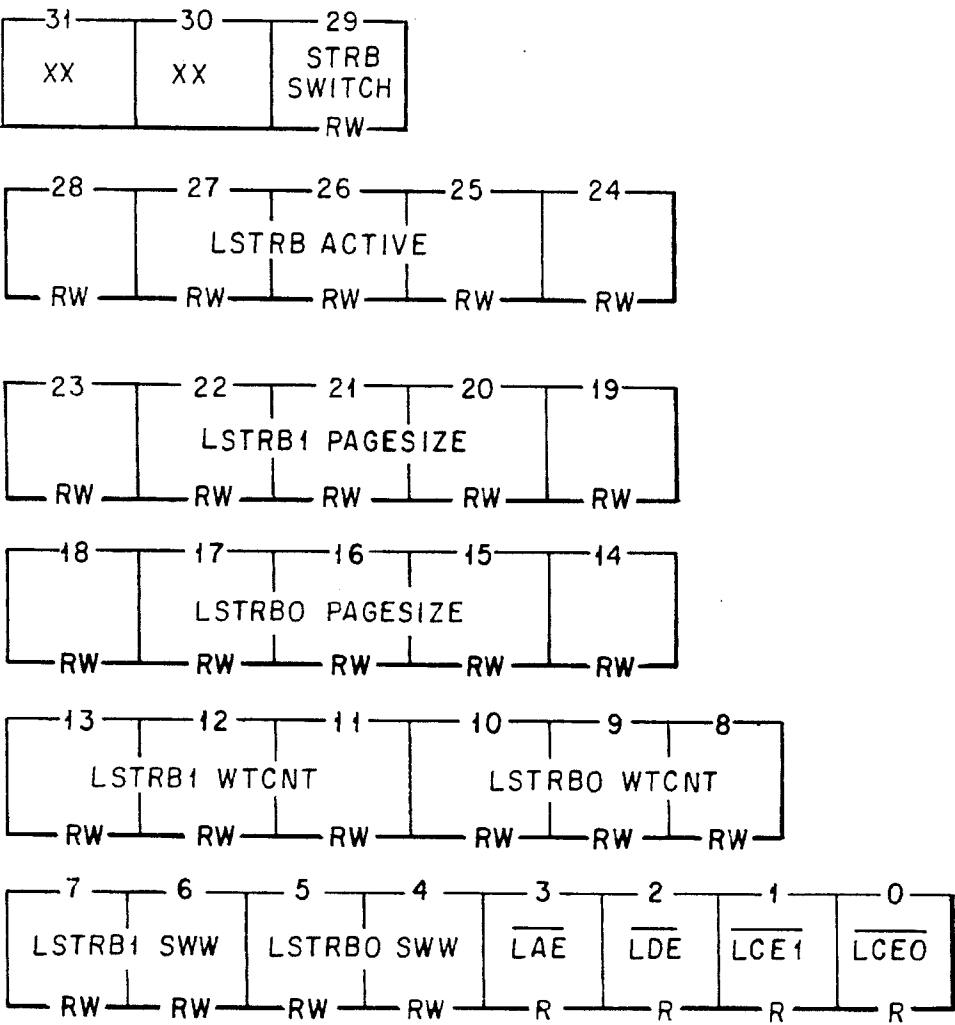 31 30 29
XX XX STRB
SWITCH
RW
28 27 26 25 24
LSTRB ACTIVE
RW RW RW RW RW
23 22 21 20 19
LSTRB1 PAGESIZE
RW RW RW RW RW
18 17 16 15 14
LSTRB0 PAGESIZE
RW RW RW RW RW
13 12 11 10 9 8
LSTRB1 WTCNT LSTRB0 WTCNT
RW RW RW RW RW RW
7 6 5 4 3 2 1 0
LSTRB1 SWW LSTRB0 SWW L̅A̅E̅ L̅D̅E̅ L̅C̅E̅1̅ L̅C̅E̅0̅
RW RW RW RW R R R R